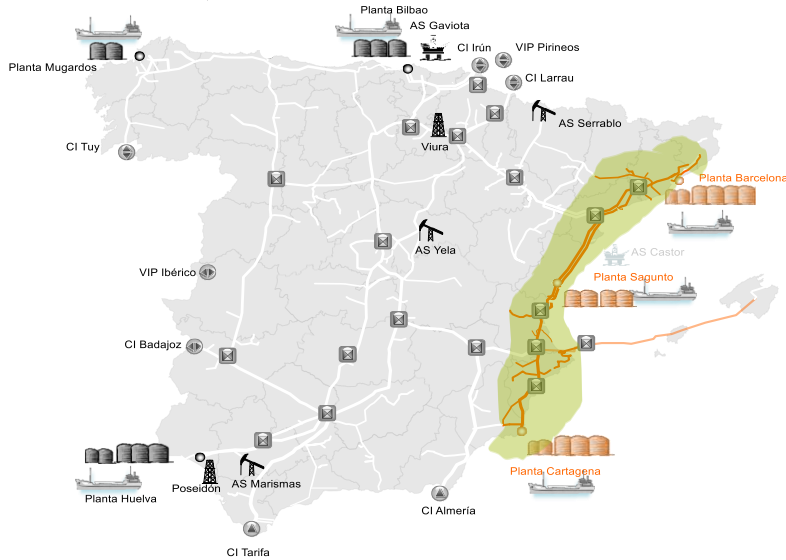 Planta Bilbao
AS Gaviota
CI Irún
VIP Pirineos
Planta Mugardos
CI Larrau
AS Serrablo
Viura
CI Tuy
Planta Barcelona
AS Yela
AS Castor
VIP Ibérico
Planta Sagunto
CI Badajoz
Planta Cartagena
Poseidón
AS Marismas
Planta Huelva
CI Almería
CI Tarifa